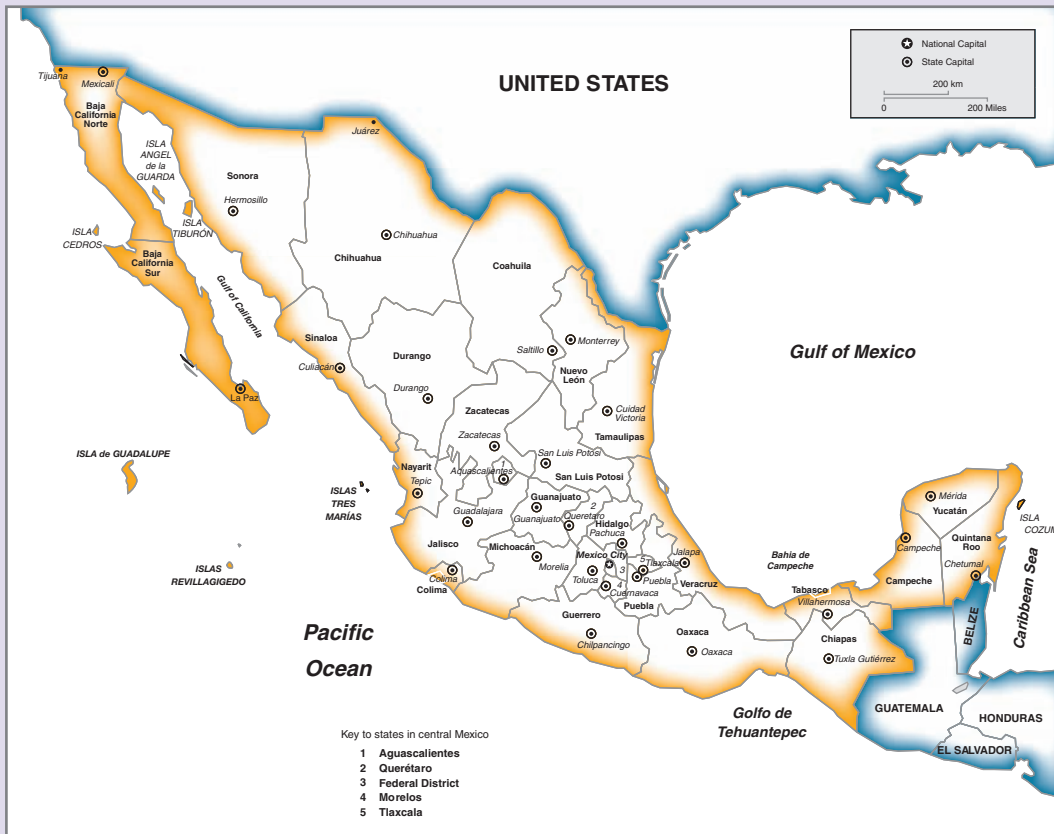 National Capital
State Capital
200 km
0
200 Miles
UNITED STATES
Tijuana
Mexicali
Baja
California
Norte
ISLA
ANGEL
de la
GUARDA
Juárez
Sonora
Hermosillo
ISLA
TIBURÓN
ISLA
CEDROS
Baja
California
Sur
Gulf of California
Chihuahua
Chihuahua
Coahuila
Sinaloa
Culiacán
La Paz
Durango
Durango
Saltillo
Monterrey
Nuevo
León
Gulf of Mexico
Zacatecas
Zacatecas
Cuidad
Victoria
Tamaulipas
ISLA de GUADALUPE
San Luis Potosi
San Luis Potosi
Nayarit
Tepic
Aquascalientes
1
ISLAS
TRES
MARÍAS
Guadalajara
Guanajuato
Guanajuato
2
Queretaro
Hidalgo
Pachuca
Mérida
Yucatán
ISLA
COZUM
Jalisco
Michoacán
Morelia
Mexico City
3
5
Tlaxcala
Jalapa
Bahia de
Campeche
Campeche
Quintana
Roo
Chetumal
Colima
Colima
Toluca
4
Cuernavaca
Puebla
Puebla
Veracruz
Tabasco
Villahermosa
Campeche
ISLAS
REVILLAGIGEDO
Guerrero
Chilpancingo
Oaxaca
Oaxaca
Chiapas
Tuxla Gutiérrez
BELIZE
Caribbean Sea
Pacific
Ocean
Golfo de
Tehuantepec
GUATEMALA
HONDURAS
EL SALVADOR
Key to states in central Mexico
1 Aguascalientes
2 Querétaro
3 Federal District
4 Morelos
5 Tlaxcala